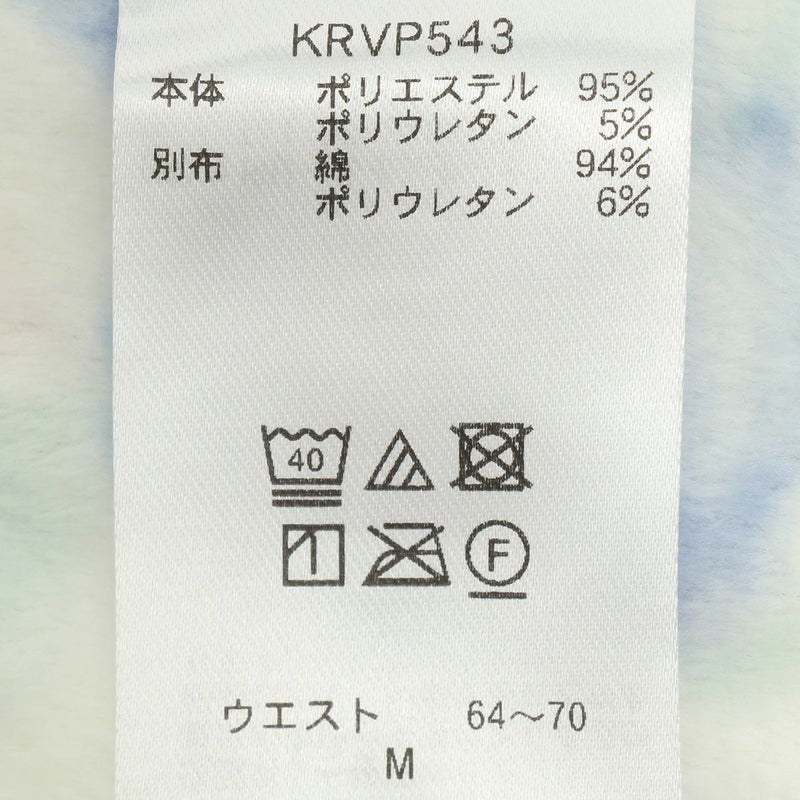 KRVP543
本体 ポリエステル 95%
ポリウレタン 5%
別布 綿 94%
ポリウレタン 6%
40
F
ウエスト 64〜70
M